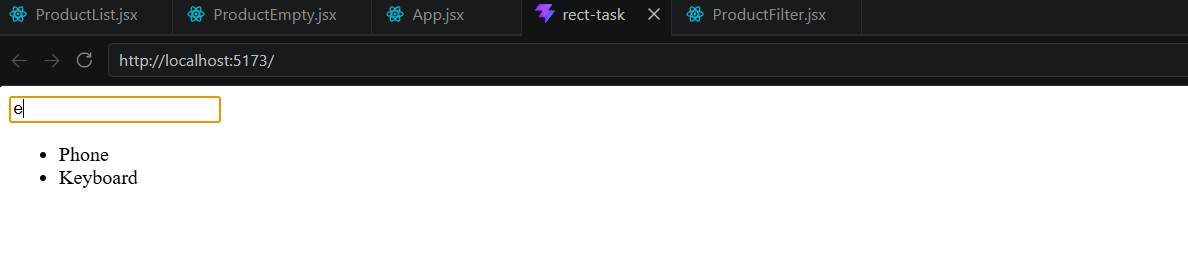 ProductList.jsx ProductEmpty.jsx App.jsx rect-task ProductFilter.jsx
http://localhost:5173/
e
Phone
Keyboard